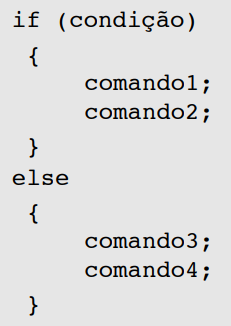 if (condição)
{
comando1;
comando2;
}
else
{
comando3;
comando4;
}